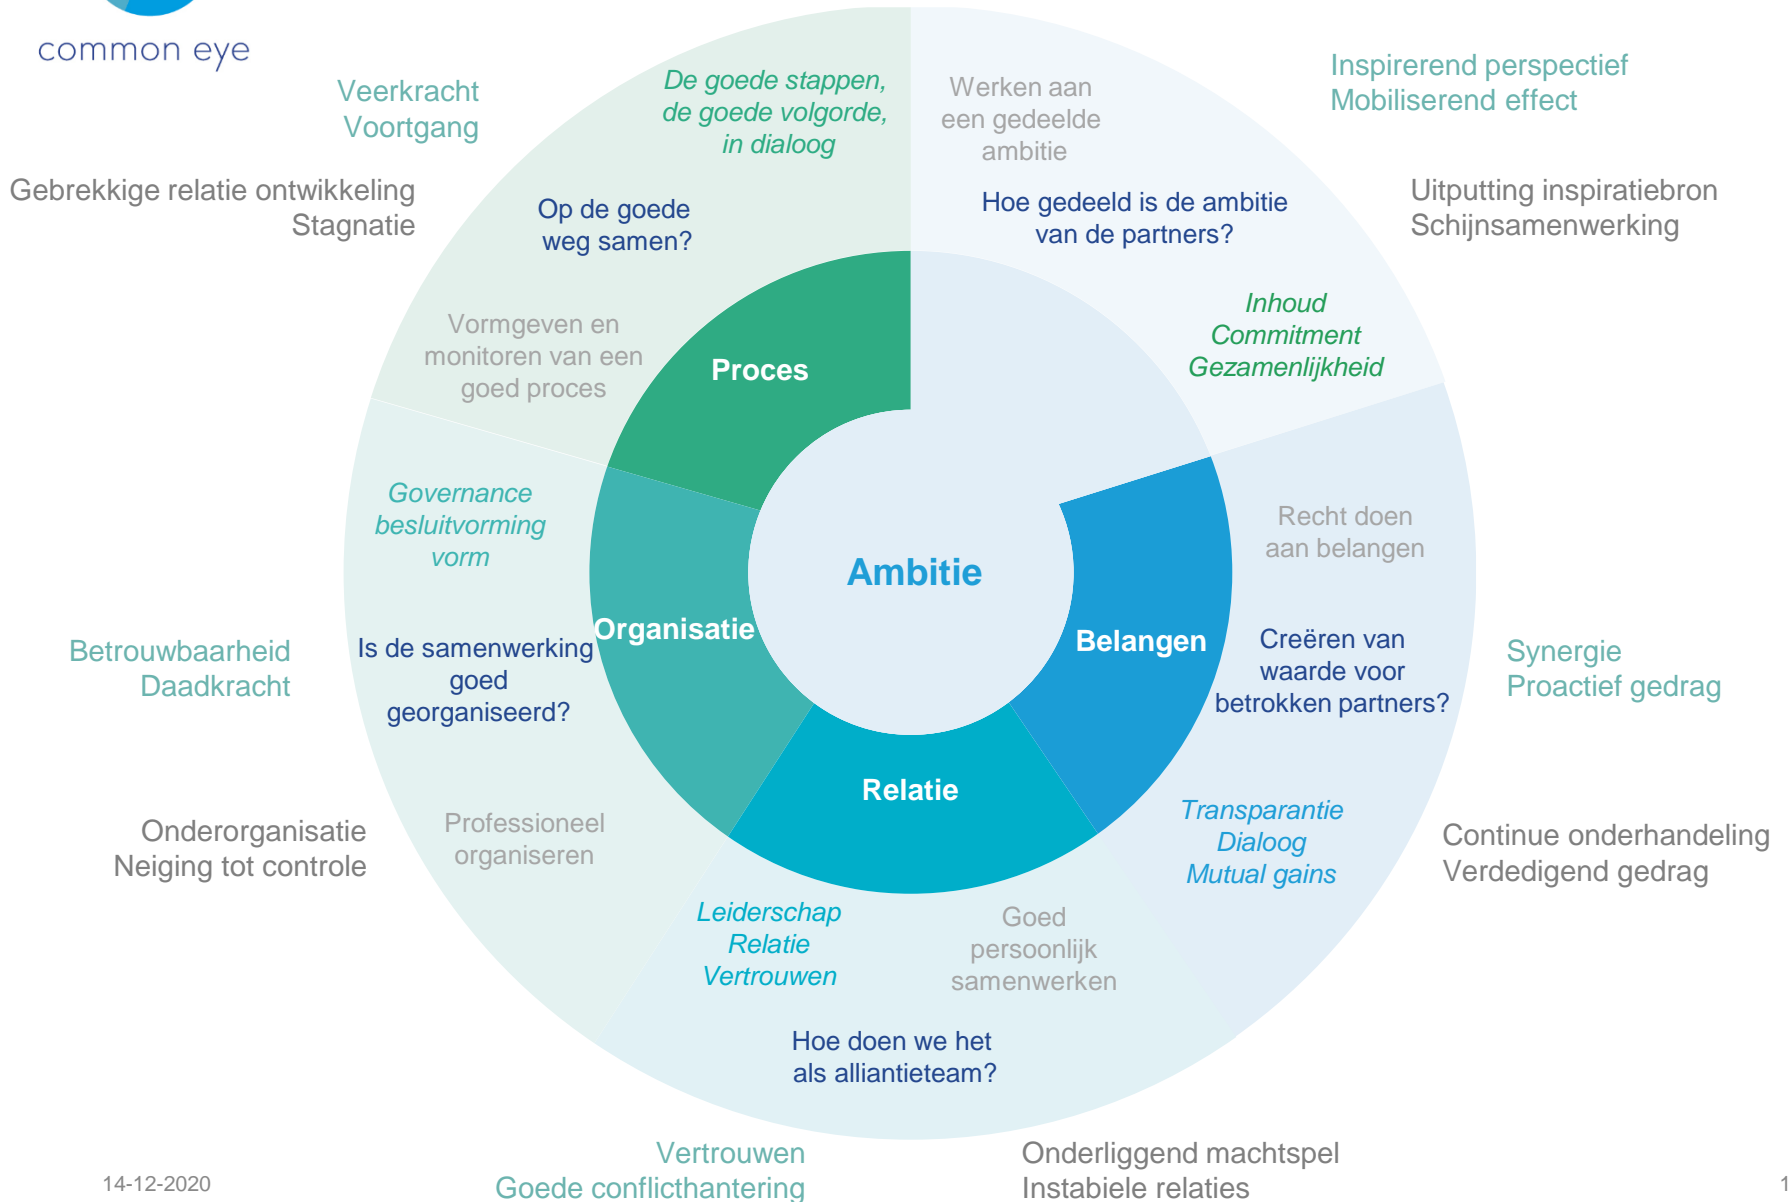 common eye
Veerkracht
Voortgang
Gebrekkige relatie ontwikkeling
Stagnatie
De goede stappen,
de goede volgorde,
in dialoog
Op de goede
weg samen?
Vormgeven en
monitoren van een
goed proces
Proces
Werken aan
een gedeelde
ambitie
Hoe gedeeld is de ambitie
van de partners?
Inhoud
Commitment
Gezamenlijkheid
Inspirerend perspectief
Mobiliserend effect
Uitputting inspiratiebron
Schijnsamenwerking
Ambitie
Governance
besluitvorming
vorm
Organisatie
Is de samenwerking
goed
georganiseerd?
Professioneel
organiseren
Betrouwbaarheid
Daadkracht
Onderorganisatie
Neiging tot controle
Belangen
Recht doen
aan belangen
Creëren van
waarde voor
betrokken partners?
Transparantie
Dialoog
Mutual gains
Synergie
Proactief gedrag
Continue onderhandeling
Verdedigend gedrag
Relatie
Leiderschap
Relatie
Vertrouwen
Goed
persoonlijk
samenwerken
Hoe doen we het
als alliantieteam?
Vertrouwen
Goede conflicthantering
Onderliggend machtspel
Instabiele relaties
14-12-2020
1